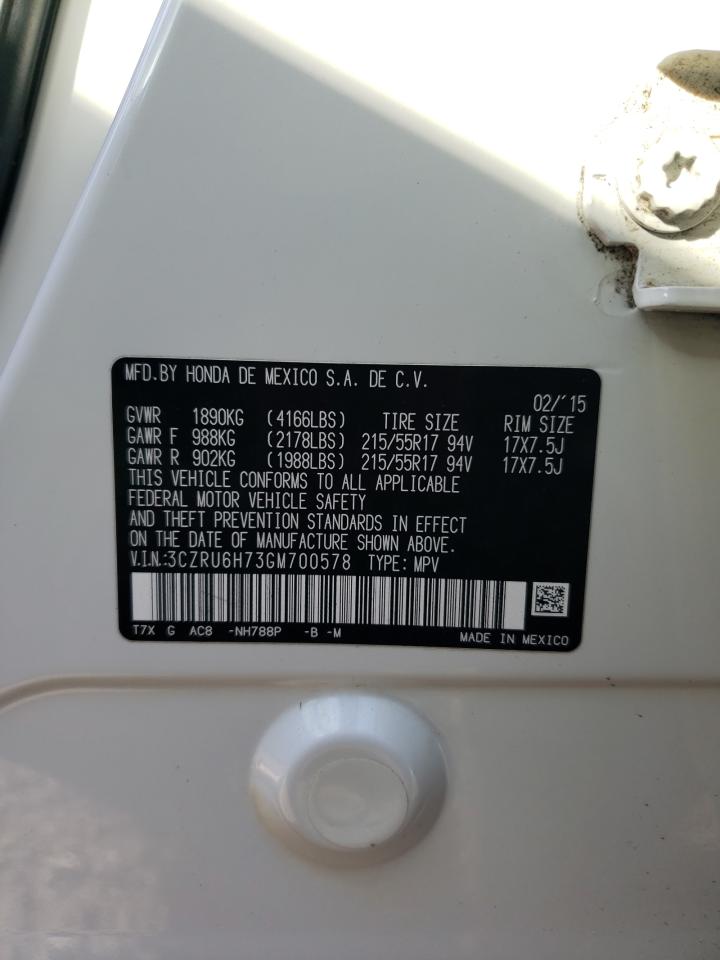 MFD.BY HONDA DE MEXICO S.A. DE C.V.
02/'15
GVWR 1890KG (4166LBS) TIRE SIZE RIM SIZE
GAWR F 988KG (2178LBS) 215/55R17 94V 17X7.5J
GAWR R 902KG (1988LBS) 215/55R17 94V 17X7.5J
THIS VEHICLE CONFORMS TO ALL APPLICABLE
FEDERAL MOTOR VEHICLE SAFETY
AND THEFT PREVENTION STANDARDS IN EFFECT
ON THE DATE OF MANUFACTURE SHOWN ABOVE.
V.I.N.:3CZRU6H73GM700578 TYPE: MPV
T7X G AC8 -NH788P -B -M MADE IN MEXICO